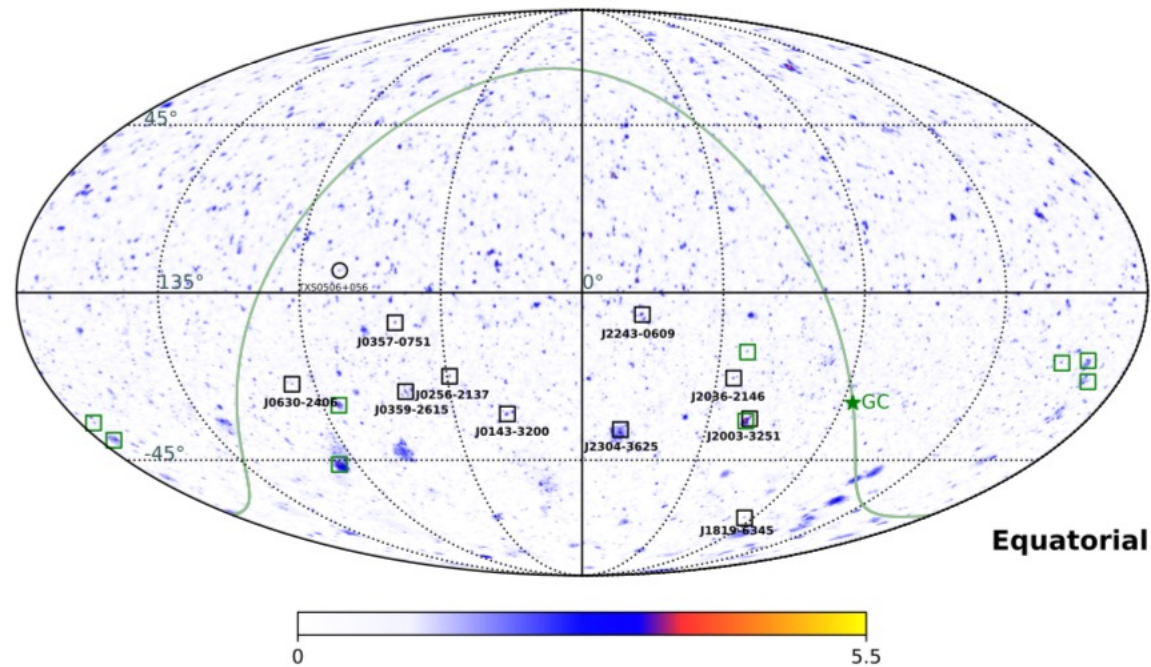 45°
135°
0°
TXS0506+056
J2243-0609
J0357-0751
J0630-2406
J0256-2137
J0359-2615
J2036-2146
GC
J0143-3200
J2003-3251
J2304-3625
-45°
J1819-6345
Equatorial
0
5.5